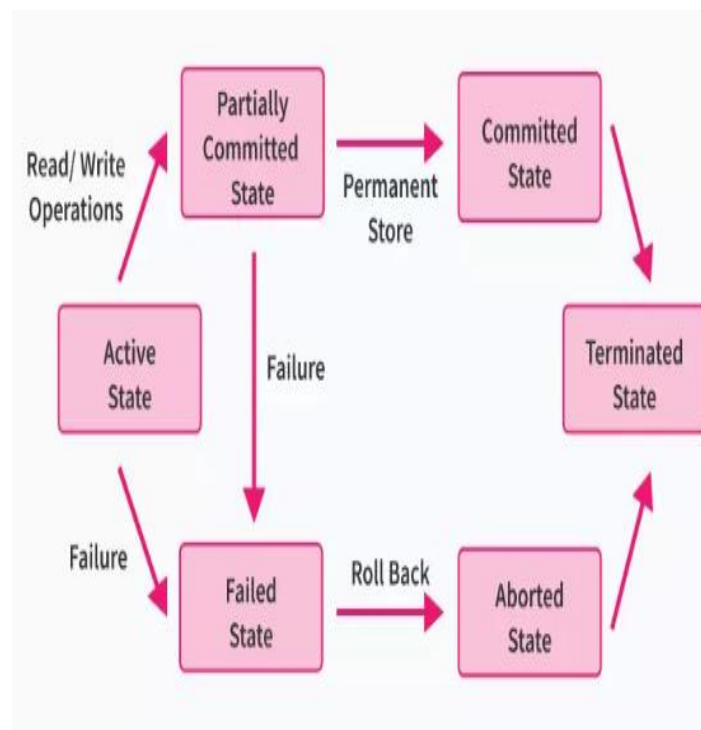 Partially
Committed
State
Committed
State
Read/ Write
Operations
Permanent
Store
Active
State
Failure
Terminated
State
Failure
Failed
State
Roll Back
Aborted
State